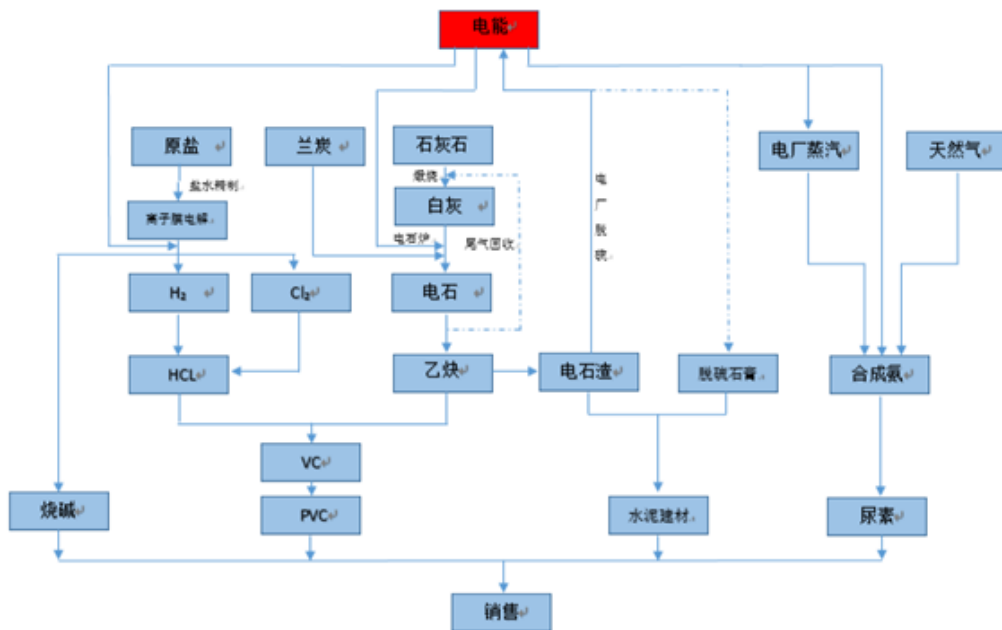 电能
原盐
兰炭
石灰石
电厂蒸汽
天然气
煅烧
盐水精制
白灰
离子膜电解
电石炉
尾气回收
电厂脱硫
H₂
Cl₂
电石
HCL
乙炔
电石渣
脱硫石膏
合成氨
VC
烧碱
PVC
水泥建材
尿素
销售